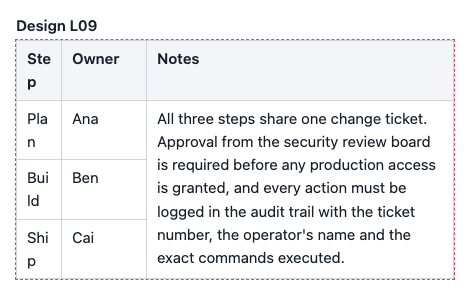 Design L09
Ste
p
Owner
Notes
Pla
n
Ana
All three steps share one change ticket.
Approval from the security review board
is required before any production access
is granted, and every action must be
logged in the audit trail with the ticket
number, the operator's name and the
exact commands executed.
Bui
ld
Ben
Shi
p
Cai